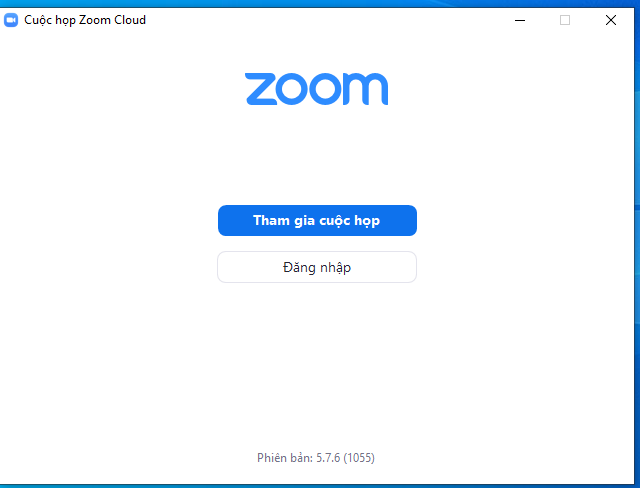 Cuộc họp Zoom Cloud
zoom
Tham gia cuộc họp
Đăng nhập
Phiên bản: 5.7.6 (1055)